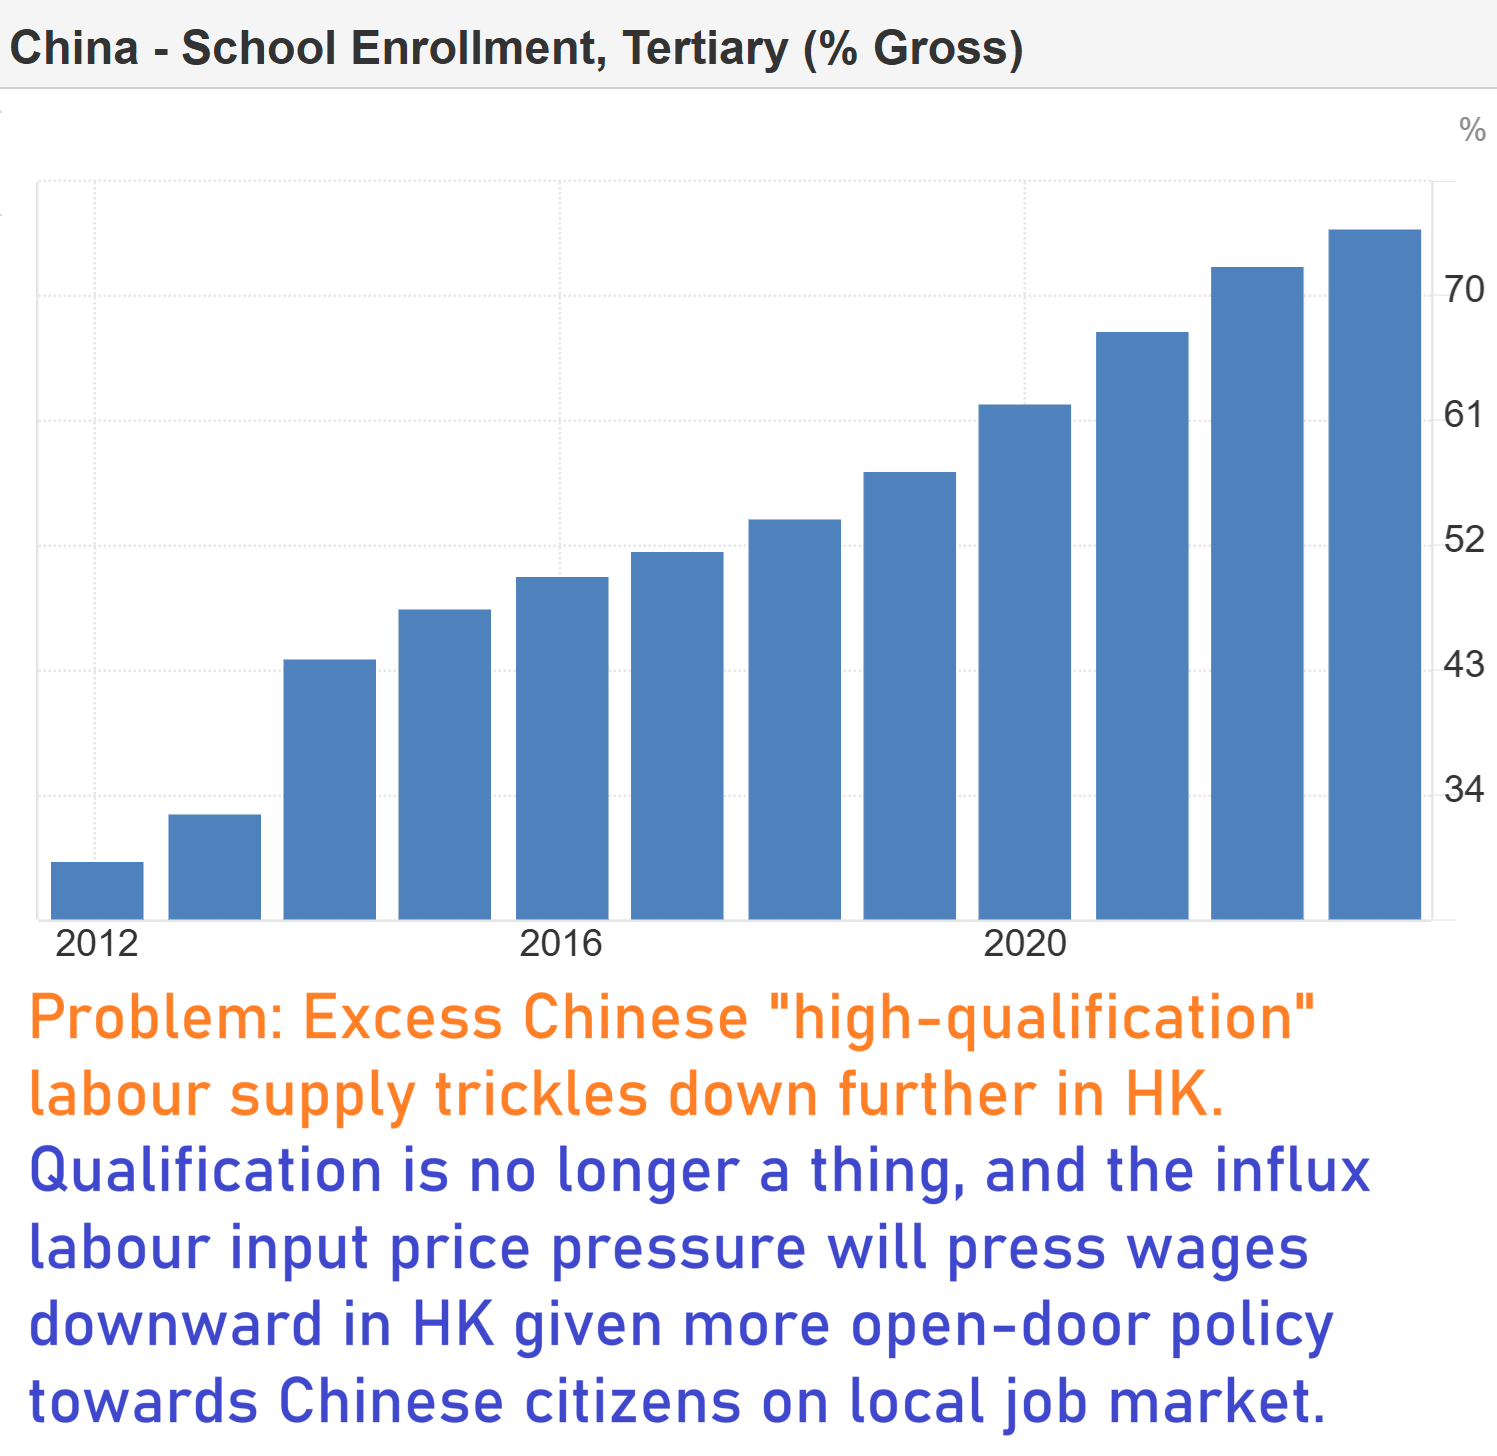 China - School Enrollment, Tertiary (% Gross)
%
70
61
52
43
34
2012 2016 2020
Problem: Excess Chinese "high-qualification"
labour supply trickles down further in HK.
Qualification is no longer a thing, and the influx
labour input price pressure will press wages
downward in HK given more open-door policy
towards Chinese citizens on local job market.